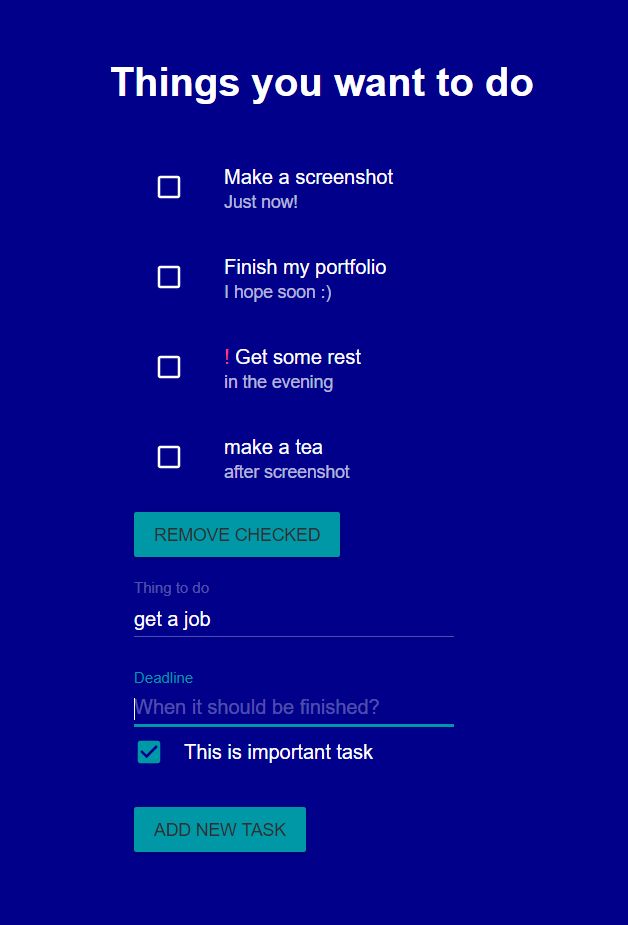 Things you want to do
Make a screenshot
Just now!
Finish my portfolio
I hope soon :)
! Get some rest
in the evening
make a tea
after screenshot
REMOVE CHECKED
Thing to do
get a job
Deadline
When it should be finished?
This is important task
ADD NEW TASK